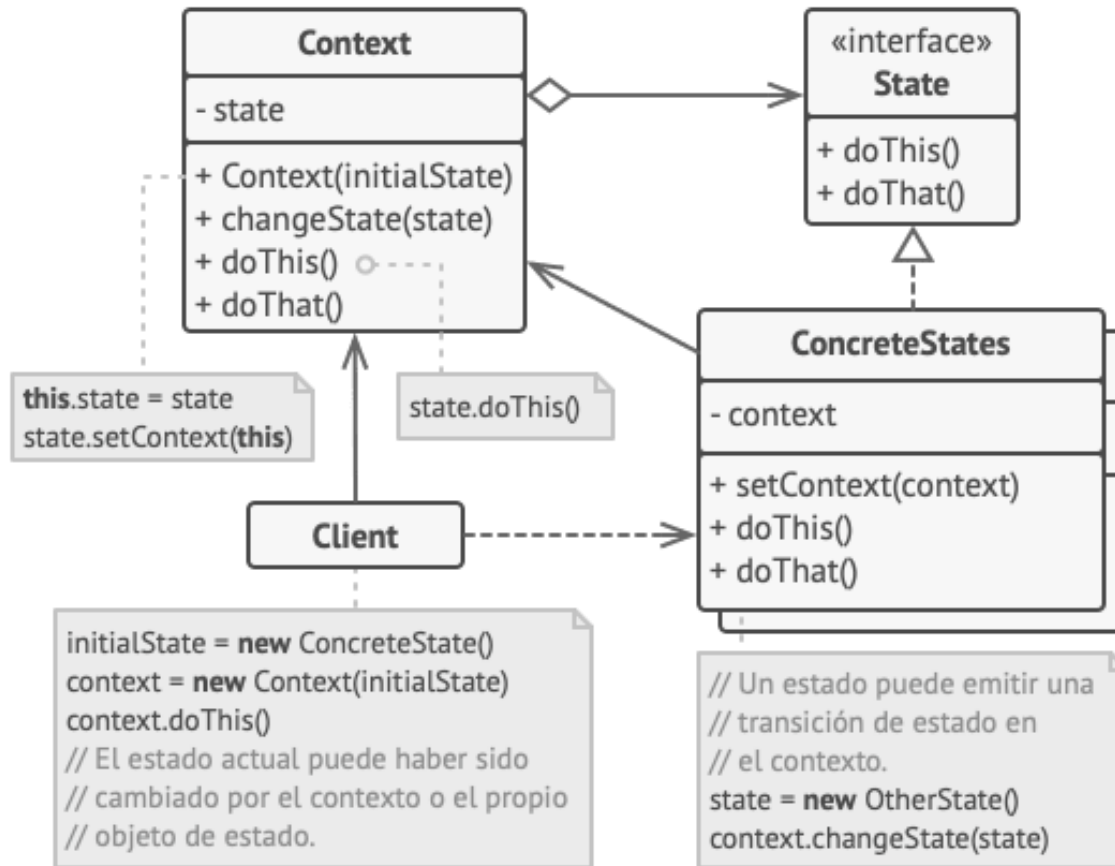 Context
- state
+ Context(initialState)
+ changeState(state)
+ doThis()
+ doThat()
«interface»
State
+ doThis()
+ doThat()
this.state = state
state.setContext(this)
state.doThis()
ConcreteStates
- context
+ setContext(context)
+ doThis()
+ doThat()
Client
initialState = new ConcreteState()
context = new Context(initialState)
context.doThis()
// El estado actual puede haber sido
// cambiado por el contexto o el propio
// objeto de estado.
// Un estado puede emitir una
// transición de estado en
// el contexto.
state = new OtherState()
context.changeState(state)